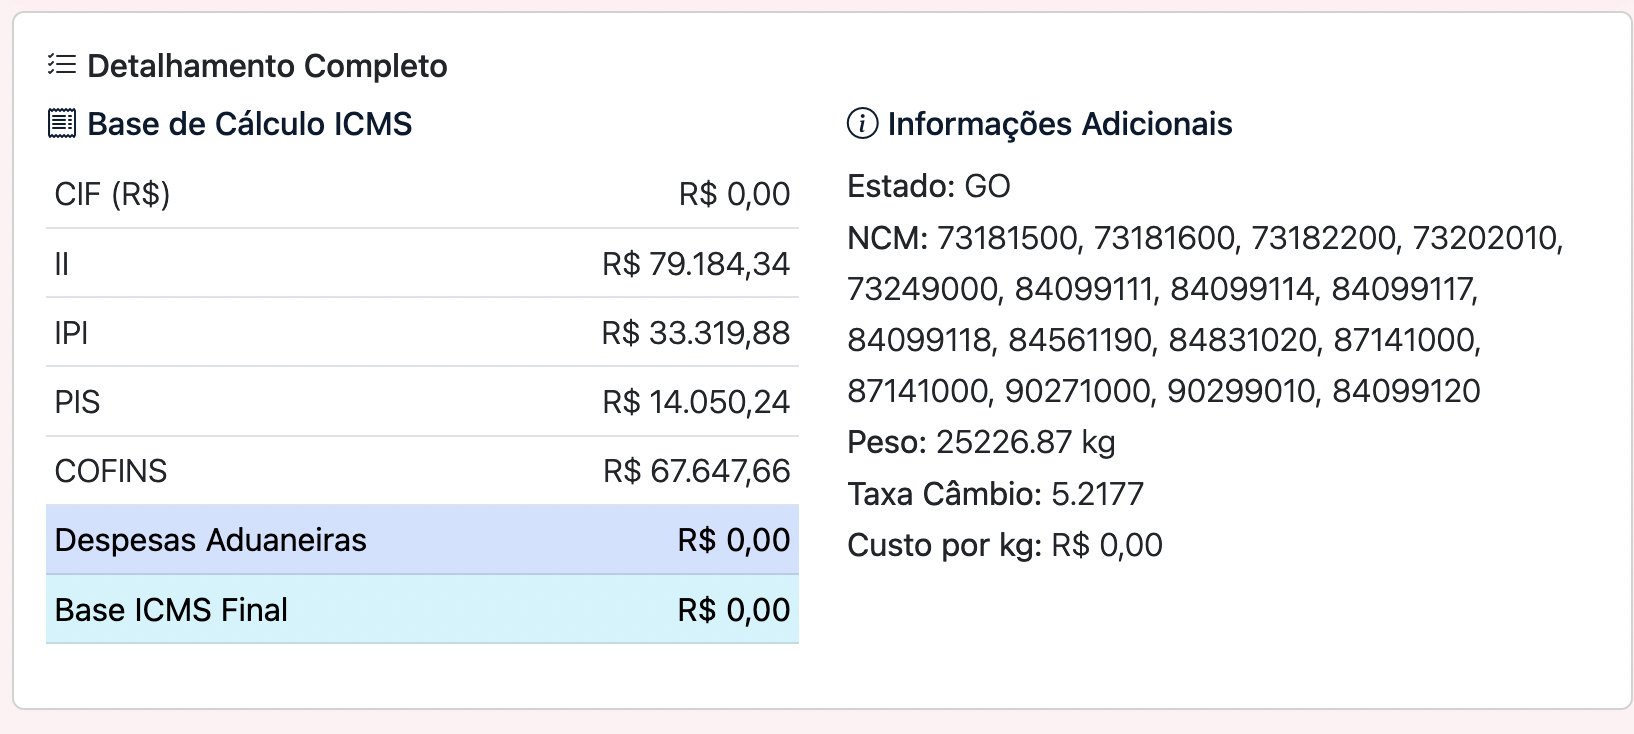 Detalhamento Completo
Base de Cálculo ICMS
CIF (R$) R$ 0,00
II R$ 79.184,34
IPI R$ 33.319,88
PIS R$ 14.050,24
COFINS R$ 67.647,66
Despesas Aduaneiras R$ 0,00
Base ICMS Final R$ 0,00
Informações Adicionais
Estado: GO
NCM: 73181500, 73181600, 73182200, 73202010,
73249000, 84099111, 84099114, 84099117,
84099118, 84561190, 84831020, 87141000,
87141000, 90271000, 90299010, 84099120
Peso: 25226.87 kg
Taxa Câmbio: 5.2177
Custo por kg: R$ 0,00